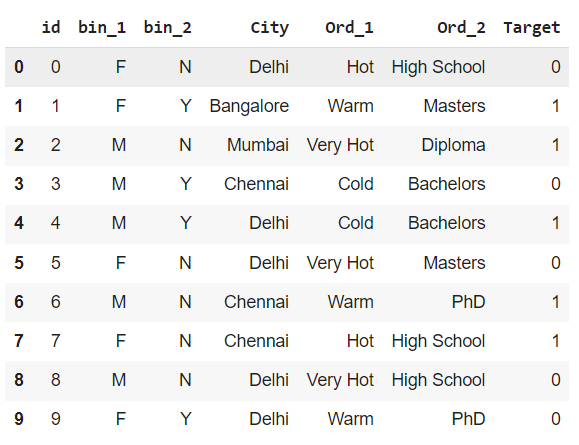 id bin_1 bin_2 City Ord_1 Ord_2 Target
0 0 F N Delhi Hot High School 0
1 1 F Y Bangalore Warm Masters 1
2 2 M N Mumbai Very Hot Diploma 1
3 3 M Y Chennai Cold Bachelors 0
4 4 M Y Delhi Cold Bachelors 1
5 5 F N Delhi Very Hot Masters 0
6 6 M N Chennai Warm PhD 1
7 7 F N Chennai Hot High School 1
8 8 M N Delhi Very Hot High School 0
9 9 F Y Delhi Warm PhD 0